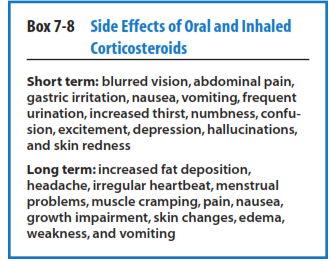 Box 7-8 Side Effects of Oral and Inhaled
Corticosteroids
Short term: blurred vision, abdominal pain,
gastric irritation, nausea, vomiting, frequent
urination, increased thirst, numbness, confu-
sion, excitement, depression, hallucinations,
and skin redness
Long term: increased fat deposition,
headache, irregular heartbeat, menstrual
problems, muscle cramping, pain, nausea,
growth impairment, skin changes, edema,
weakness, and vomiting